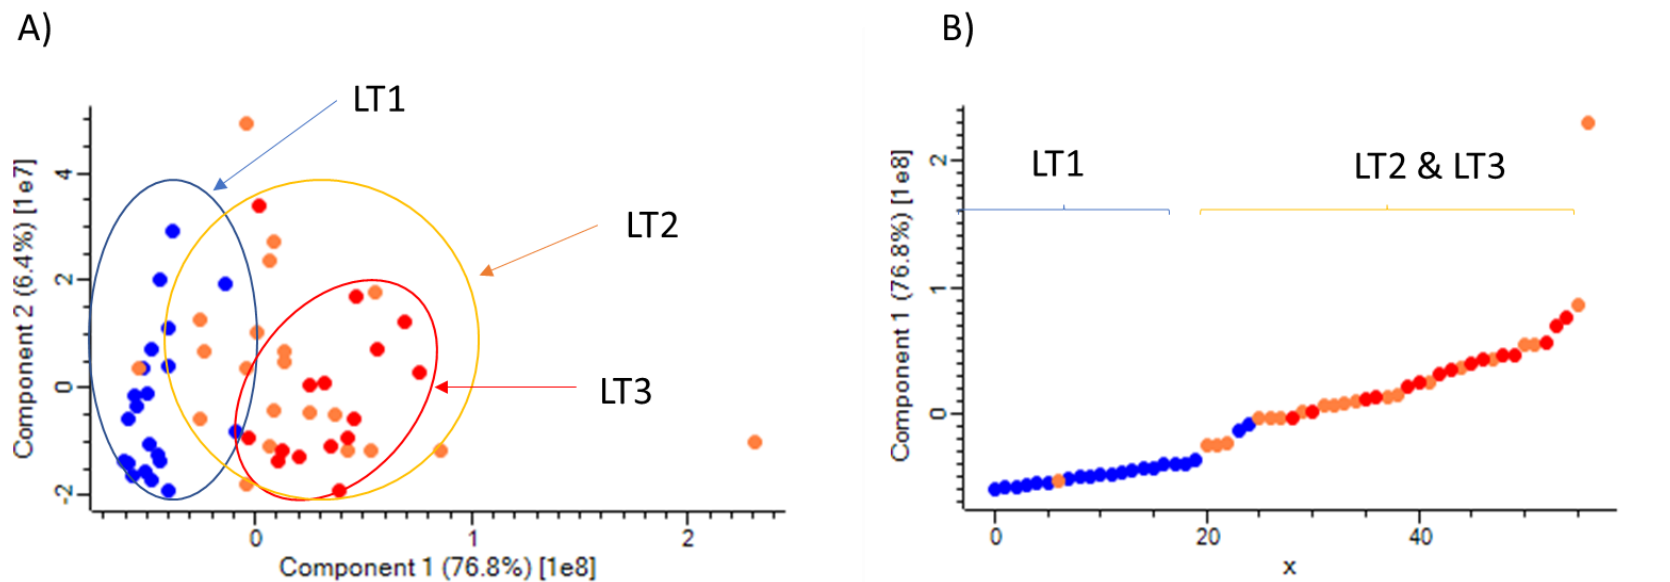 A)
LT1
LT2
LT3
Component 2 (6.4%) [1e7]
4
2
0
-2
0
1
2
Component 1 (76.8%) [1e8]
B)
LT1
LT2 & LT3
Component 1 (76.8%) [1e8]
2
1
0
0
20
40
x